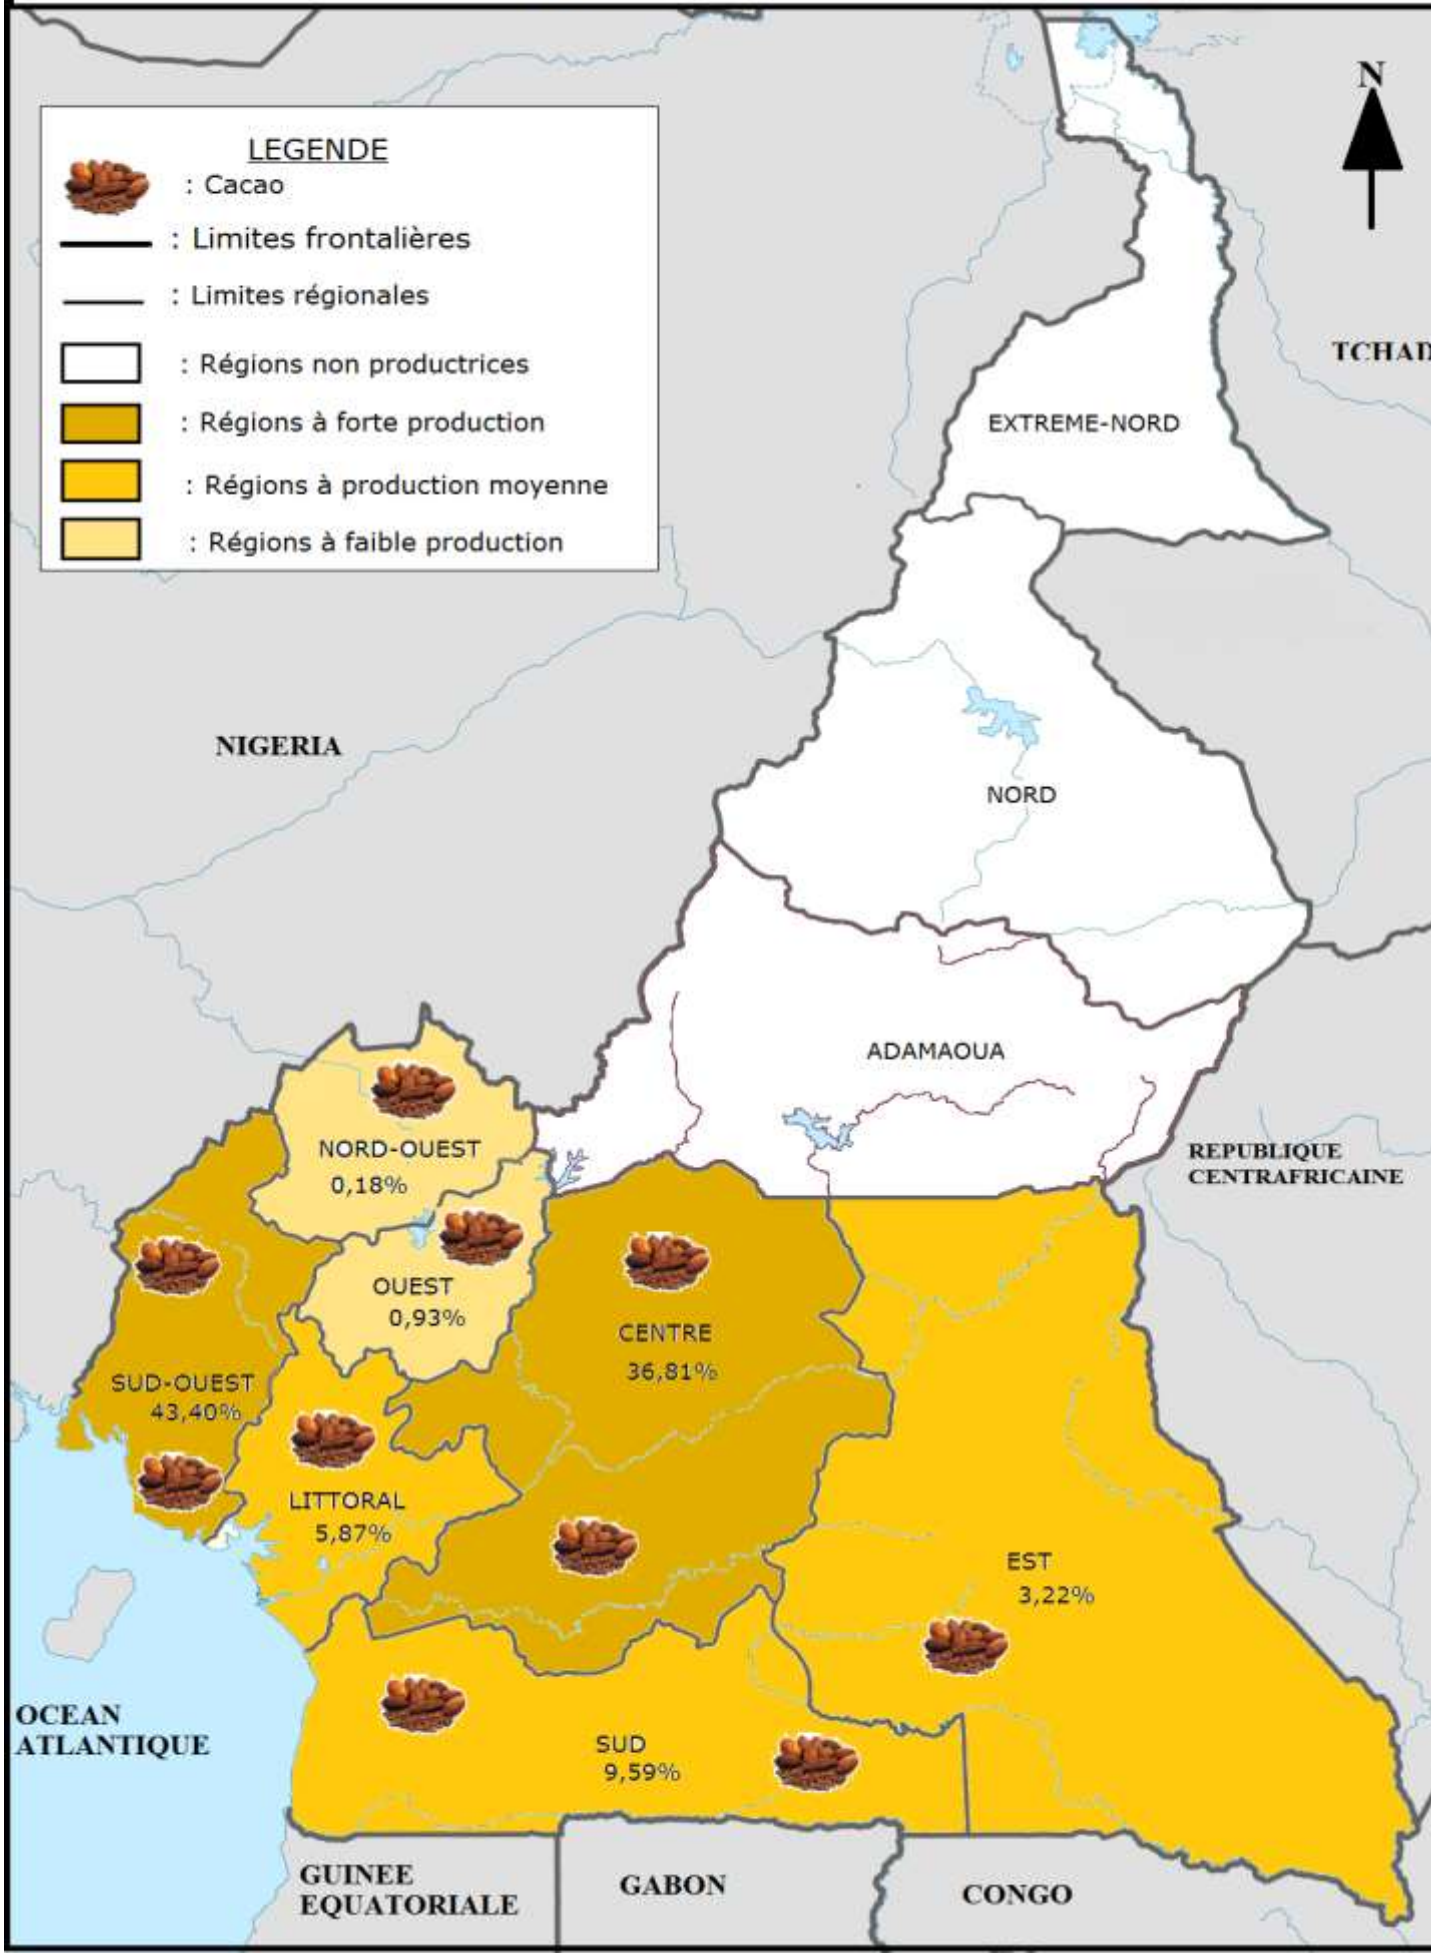 N
LEGENDE
: Cacao
: Limites frontalières
: Limites régionales
: Régions non productrices
: Régions à forte production
: Régions à production moyenne
: Régions à faible production
TCHAD
EXTREME-NORD
NIGERIA
NORD
ADAMAOUA
REPUBLIQUE
CENTRAFRICAINE
NORD-OUEST
0,18%
OUEST
0,93%
CENTRE
36,81%
SUD-OUEST
43,40%
LITTORAL
5,87%
EST
3,22%
OCEAN
ATLANTIQUE
SUD
9,59%
GUINEE
EQUATORIALE
GABON
CONGO